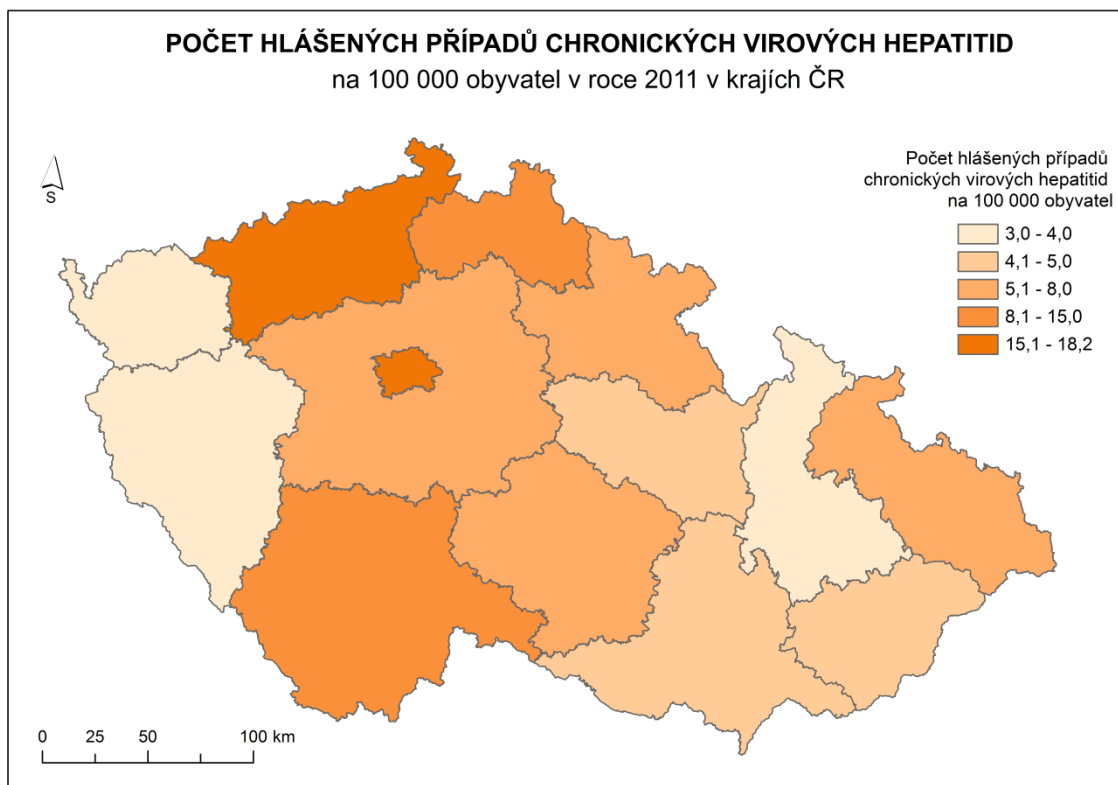 POČET HLÁŠENÝCH PŘÍPADŮ CHRONICKÝCH VIROVÝCH HEPATITID
na 100 000 obyvatel v roce 2011 v krajích ČR
S
Počet hlášených případů
chronických virových hepatitid
na 100 000 obyvatel
3,0 - 4,0
4,1 - 5,0
5,1 - 8,0
8,1 - 15,0
15,1 - 18,2
0 25 50 100 km